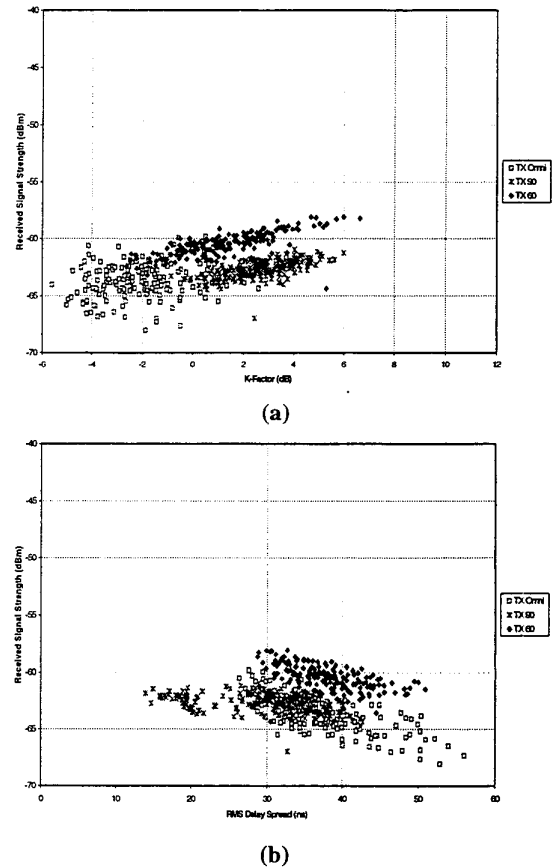 -40
-45
-50
-55
-60
-65
-70
Received Signal Strength (dBm)
-6 -4 -2 0 2 4 6 8 10 12
K-Factor (dB)
TX Omni
TX 90
TX 60
(a)
-40
-45
-50
-55
-60
-65
-70
Received Signal Strength (dBm)
0 10 20 30 40 50 60
RMS Delay Spread (ns)
TX Omni
TX 90
TX 60
(b)